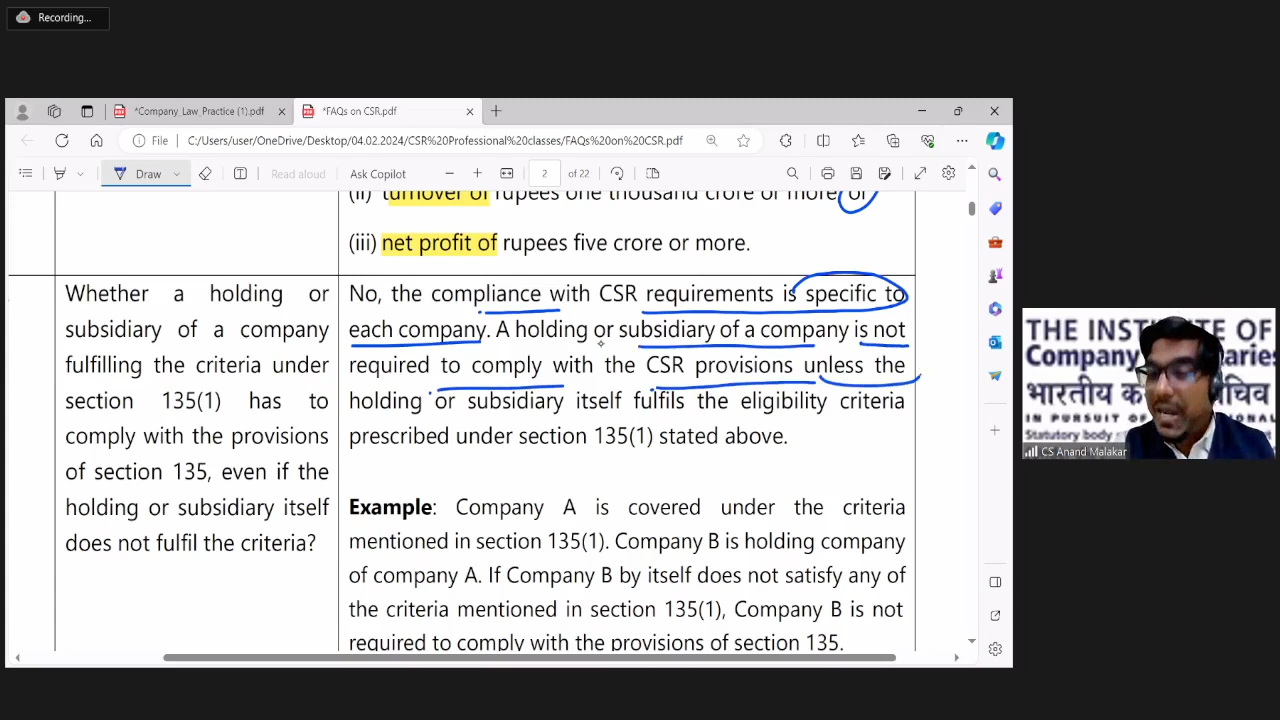 Recording...
*Company_Law_Practice (1).pdf
*FAQs on CSR.pdf
File
C:/Users/user/OneDrive/Desktop/04.02.2024/CSR%20Professional%20classes/FAQs%20on%20CSR.pdf
Draw
Read aloud
Ask Copilot
2
of 22
(ii) turnover of rupees one thousand crore or more, or
(iii) net profit of rupees five crore or more.
Whether a holding or
subsidiary of a company
fulfilling the criteria under
section 135(1) has to
comply with the provisions
of section 135, even if the
holding or subsidiary itself
does not fulfil the criteria?
No, the compliance with CSR requirements is specific to
each company. A holding or subsidiary of a company is not
required to comply with the CSR provisions unless the
holding or subsidiary itself fulfils the eligibility criteria
prescribed under section 135(1) stated above.
Example: Company A is covered under the criteria
mentioned in section 135(1). Company B is holding company
of company A. If Company B by itself does not satisfy any of
the criteria mentioned in section 135(1), Company B is not
required to comply with the provisions of section 135.
THE INSTITUTE OF
Company
भारतीय
IN PURSUIT OF
Statutory body
CS Anand Malakar